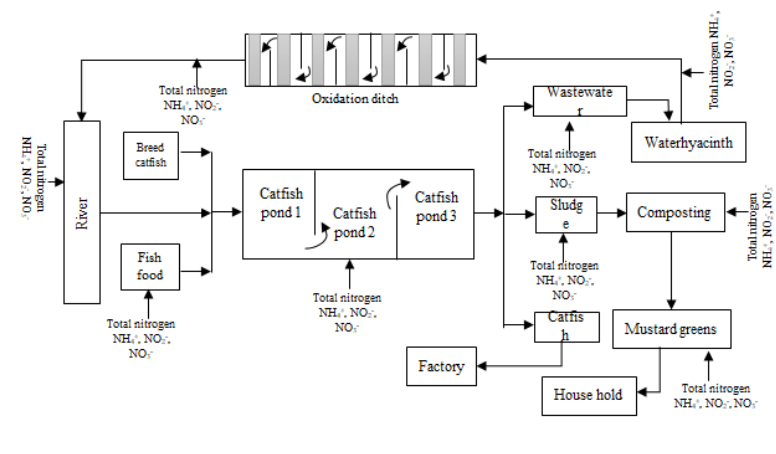 Total nitrogen
NH₄⁺, NO₂⁻,
NO₃⁻
Oxidation ditch
Total nitrogen NH₄⁺,
NO₂⁻, NO₃⁻
Wastewate
r
Waterhyacinth
Total nitrogen
NH₄⁺, NO₂⁻,
NO₃⁻
Total nitrogen
NH₄⁺, NO₂⁻, NO₃⁻
River
Breed
catfish
Fish
food
Total nitrogen
NH₄⁺, NO₂⁻,
NO₃⁻
Catfish
pond 1
Catfish
pond 2
Catfish
pond 3
Total nitrogen
NH₄⁺, NO₂⁻,
NO₃⁻
Sludg
e
Composting
Total nitrogen
NH₄⁺, NO₂⁻, NO₃⁻
Total nitrogen
NH₄⁺, NO₂⁻,
NO₃⁻
Catfis
h
Mustard greens
Factory
House hold
Total nitrogen
NH₄⁺, NO₂⁻, NO₃⁻